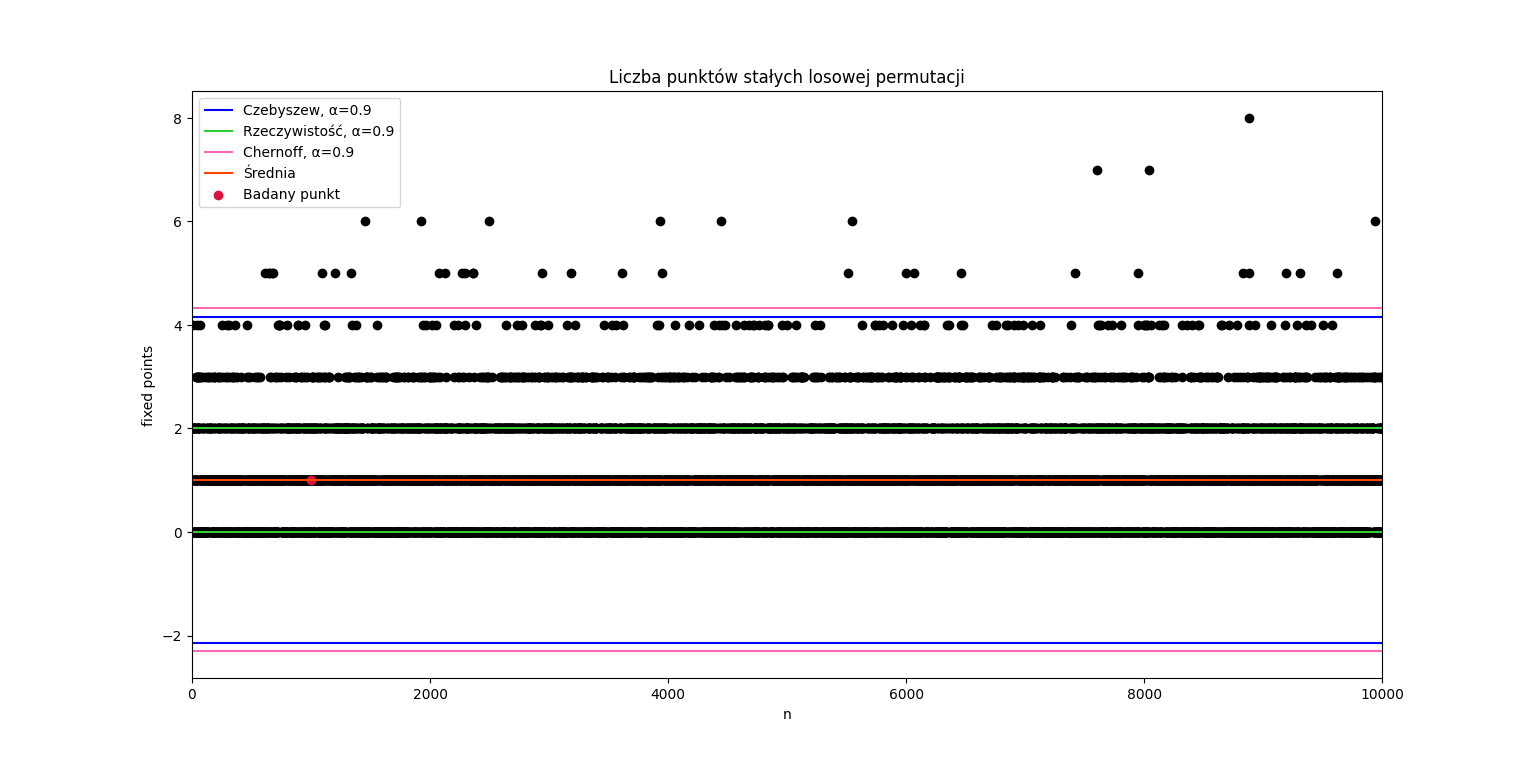 Liczba punktów stałych losowej permutacji
Czebyszew, α=0.9
Rzeczywistość, α=0.9
Chernoff, α=0.9
Średnia
Badany punkt
8
6
4
2
0
−2
fixed points
0 2000 4000 6000 8000 10000
n